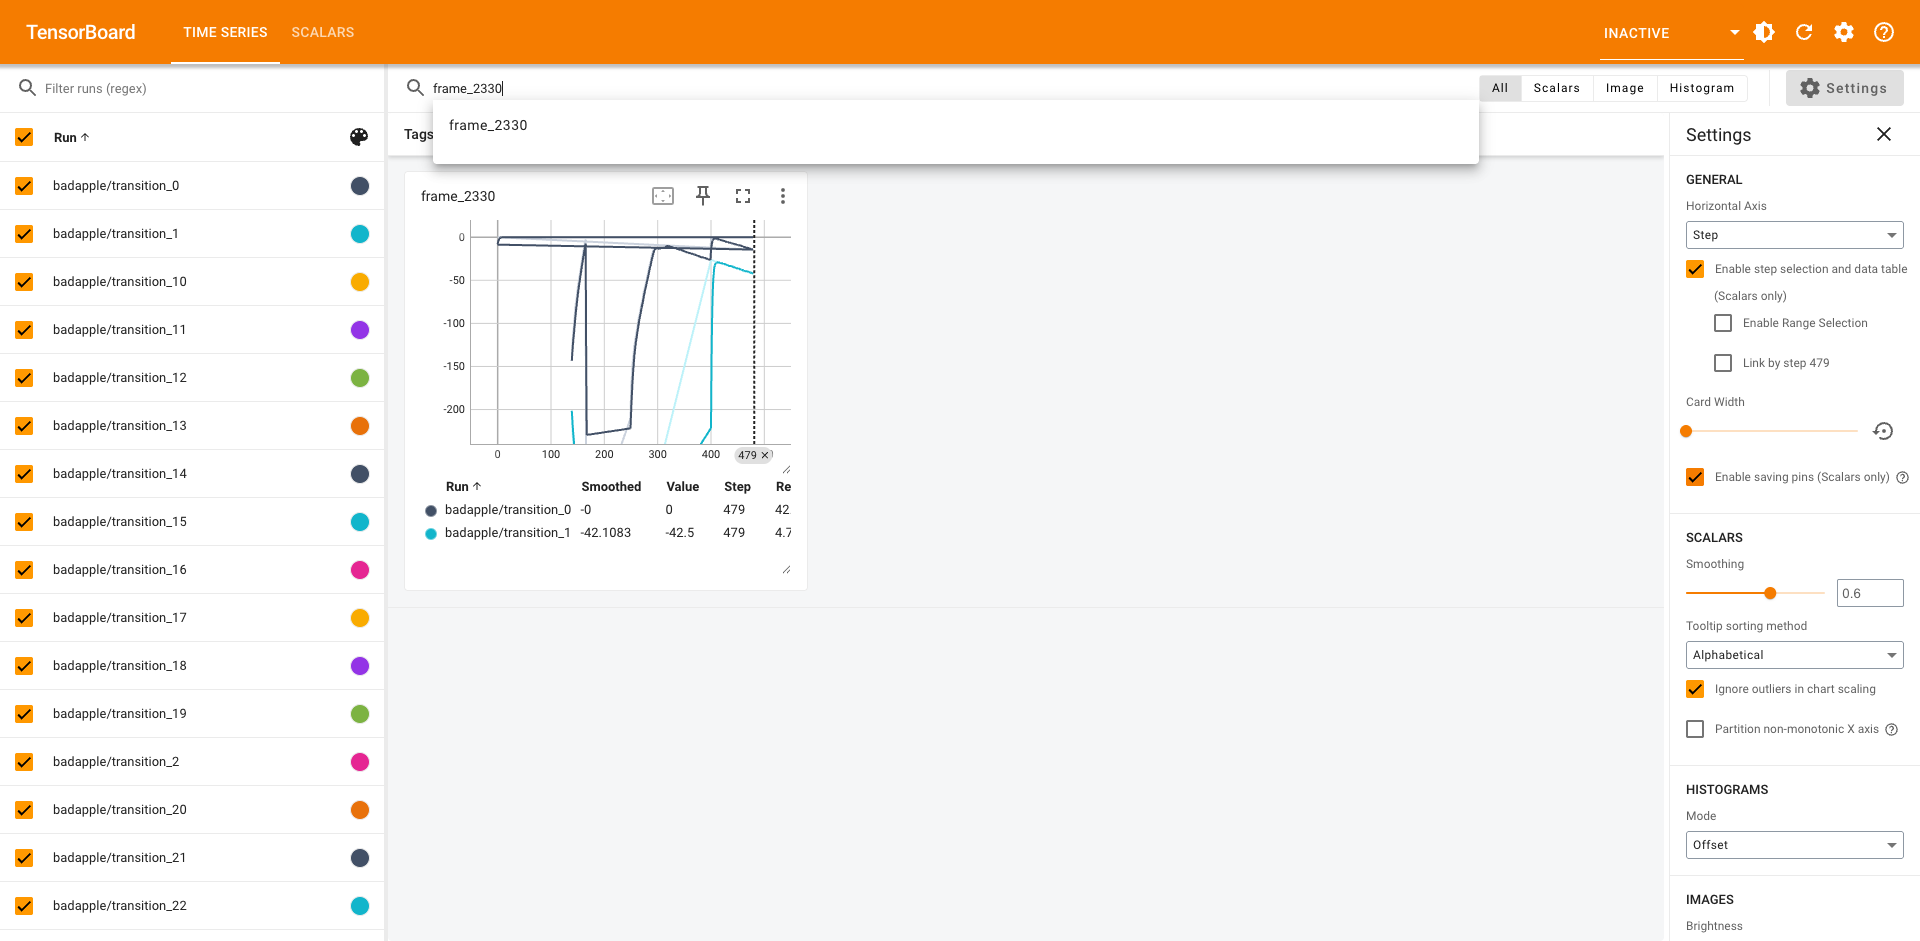 TensorBoard
TIME SERIES
SCALARS
INACTIVE
Filter runs (regex)
frame_2330
All
Scalars
Image
Histogram
Settings
frame_2330
Run
Tags
badapple/transition_0
badapple/transition_1
badapple/transition_10
badapple/transition_11
badapple/transition_12
badapple/transition_13
badapple/transition_14
badapple/transition_15
badapple/transition_16
badapple/transition_17
badapple/transition_18
badapple/transition_19
badapple/transition_2
badapple/transition_20
badapple/transition_21
badapple/transition_22
frame_2330
0
-50
-100
-150
-200
0 100 200 300 400
479
Run Smoothed Value Step Re
badapple/transition_0 -0 0 479 42.
badapple/transition_1 -42.1083 -42.5 479 4.7
Settings
GENERAL
Horizontal Axis
Step
Enable step selection and data table
(Scalars only)
Enable Range Selection
Link by step 479
Card Width
Enable saving pins (Scalars only)
SCALARS
Smoothing
0.6
Tooltip sorting method
Alphabetical
Ignore outliers in chart scaling
Partition non-monotonic X axis
HISTOGRAMS
Mode
Offset
IMAGES
Brightness